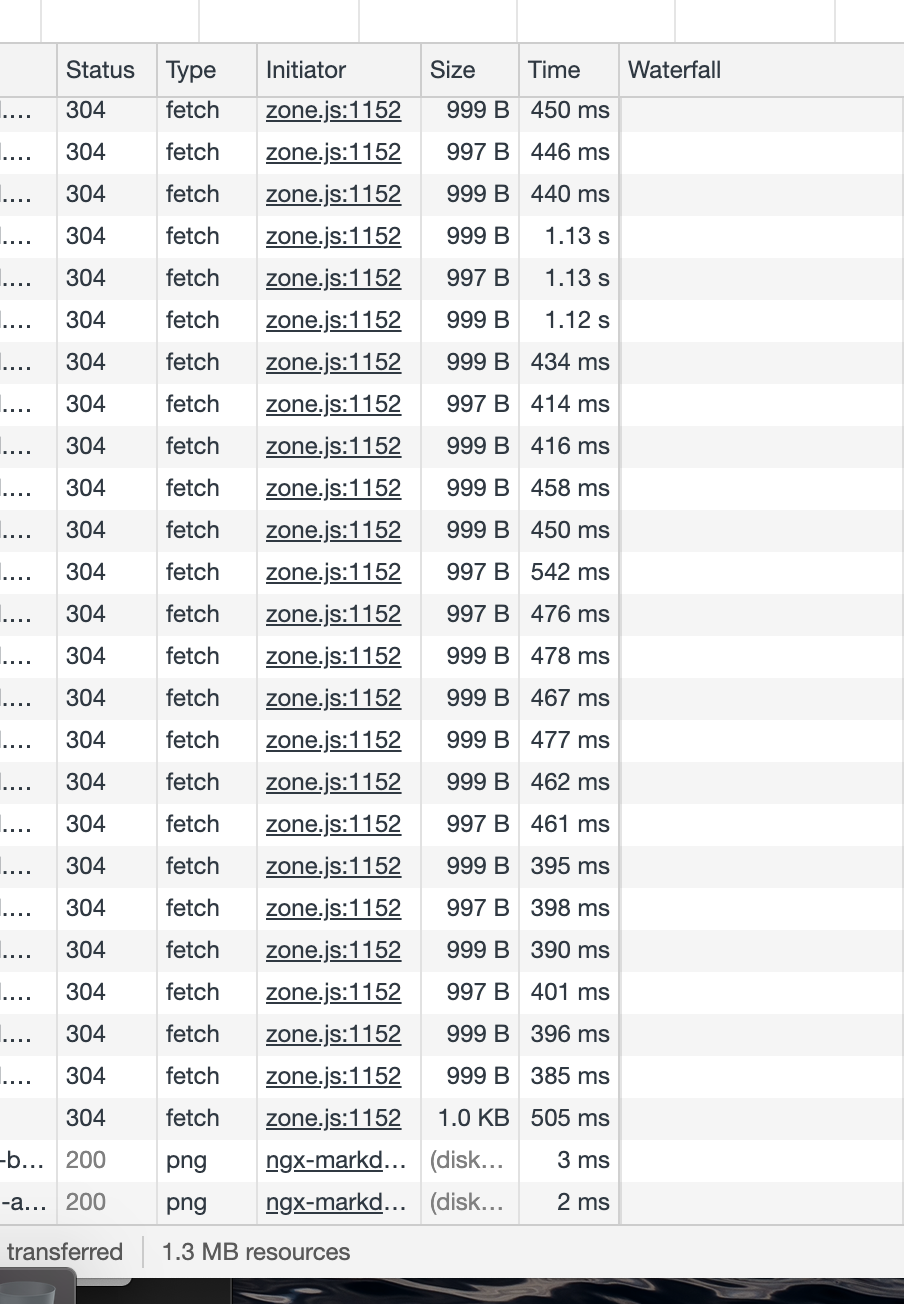 Status Type Initiator Size Time Waterfall
.... 304 fetch zone.js:1152 999 B 450 ms
.... 304 fetch zone.js:1152 997 B 446 ms
.... 304 fetch zone.js:1152 999 B 440 ms
.... 304 fetch zone.js:1152 999 B 1.13 s
.... 304 fetch zone.js:1152 997 B 1.13 s
.... 304 fetch zone.js:1152 999 B 1.12 s
.... 304 fetch zone.js:1152 999 B 434 ms
.... 304 fetch zone.js:1152 997 B 414 ms
.... 304 fetch zone.js:1152 999 B 416 ms
.... 304 fetch zone.js:1152 999 B 458 ms
.... 304 fetch zone.js:1152 999 B 450 ms
.... 304 fetch zone.js:1152 997 B 542 ms
.... 304 fetch zone.js:1152 997 B 476 ms
.... 304 fetch zone.js:1152 999 B 478 ms
.... 304 fetch zone.js:1152 999 B 467 ms
.... 304 fetch zone.js:1152 999 B 477 ms
.... 304 fetch zone.js:1152 999 B 462 ms
.... 304 fetch zone.js:1152 997 B 461 ms
.... 304 fetch zone.js:1152 999 B 395 ms
.... 304 fetch zone.js:1152 997 B 398 ms
.... 304 fetch zone.js:1152 999 B 390 ms
.... 304 fetch zone.js:1152 997 B 401 ms
.... 304 fetch zone.js:1152 999 B 396 ms
.... 304 fetch zone.js:1152 999 B 385 ms
304 fetch zone.js:1152 1.0 KB 505 ms
-b... 200 png ngx-markd... (disk... 3 ms
-a... 200 png ngx-markd... (disk... 2 ms
transferred 1.3 MB resources